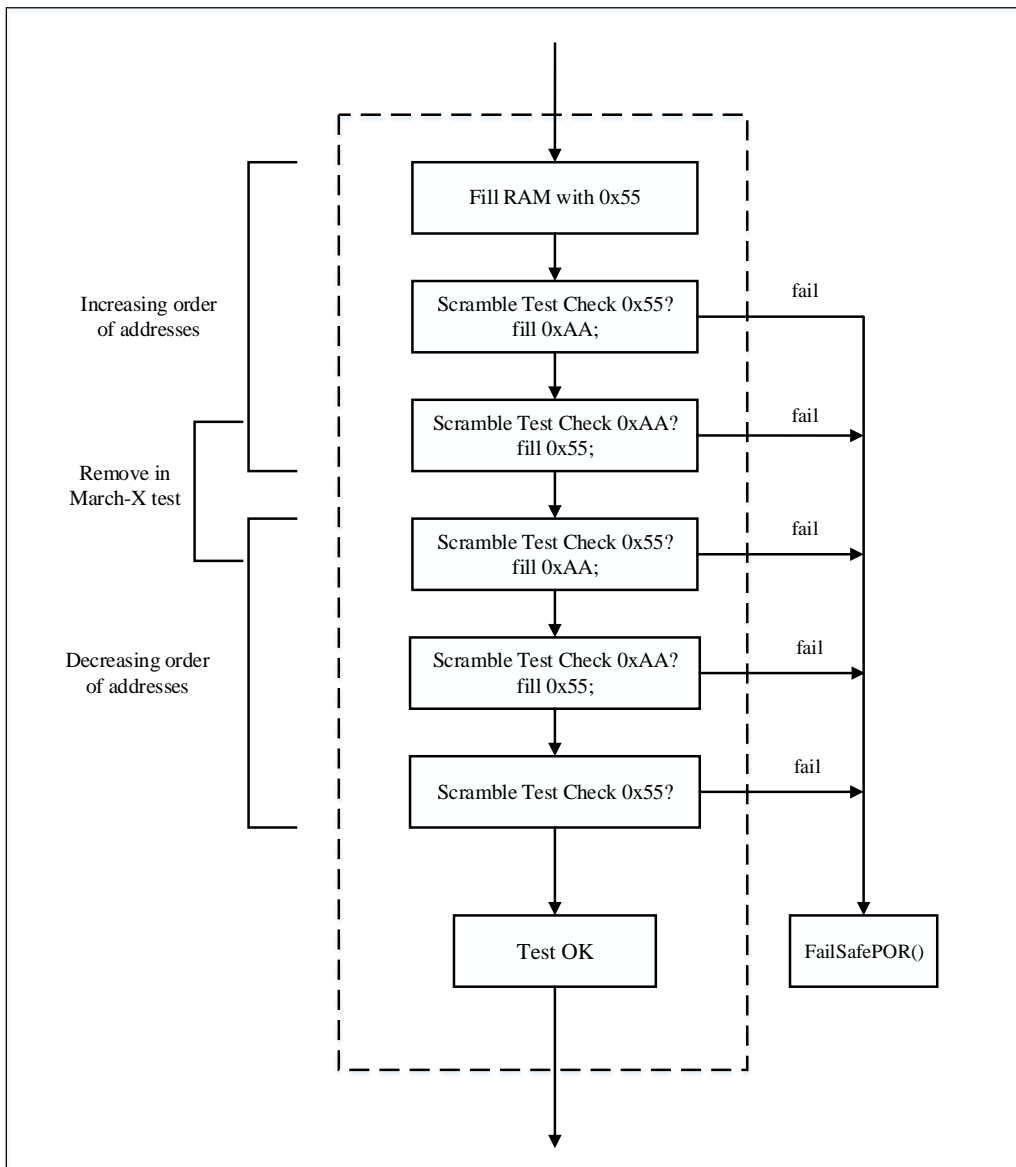 Fill RAM with 0x55
Increasing order
of addresses
Scramble Test Check 0x55?
fill 0xAA;
fail
Scramble Test Check 0xAA?
fill 0x55;
fail
Remove in
March-X test
Scramble Test Check 0x55?
fill 0xAA;
fail
Decreasing order
of addresses
Scramble Test Check 0xAA?
fill 0x55;
fail
Scramble Test Check 0x55?
fail
Test OK
FailSafePOR()